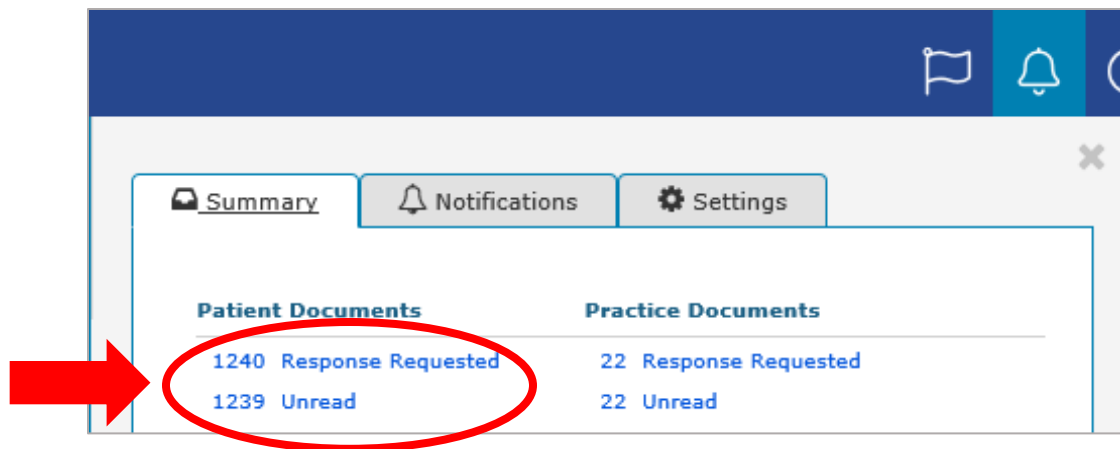 Summary Notifications Settings
Patient Documents Practice Documents
1240 Response Requested 22 Response Requested
1239 Unread 22 Unread